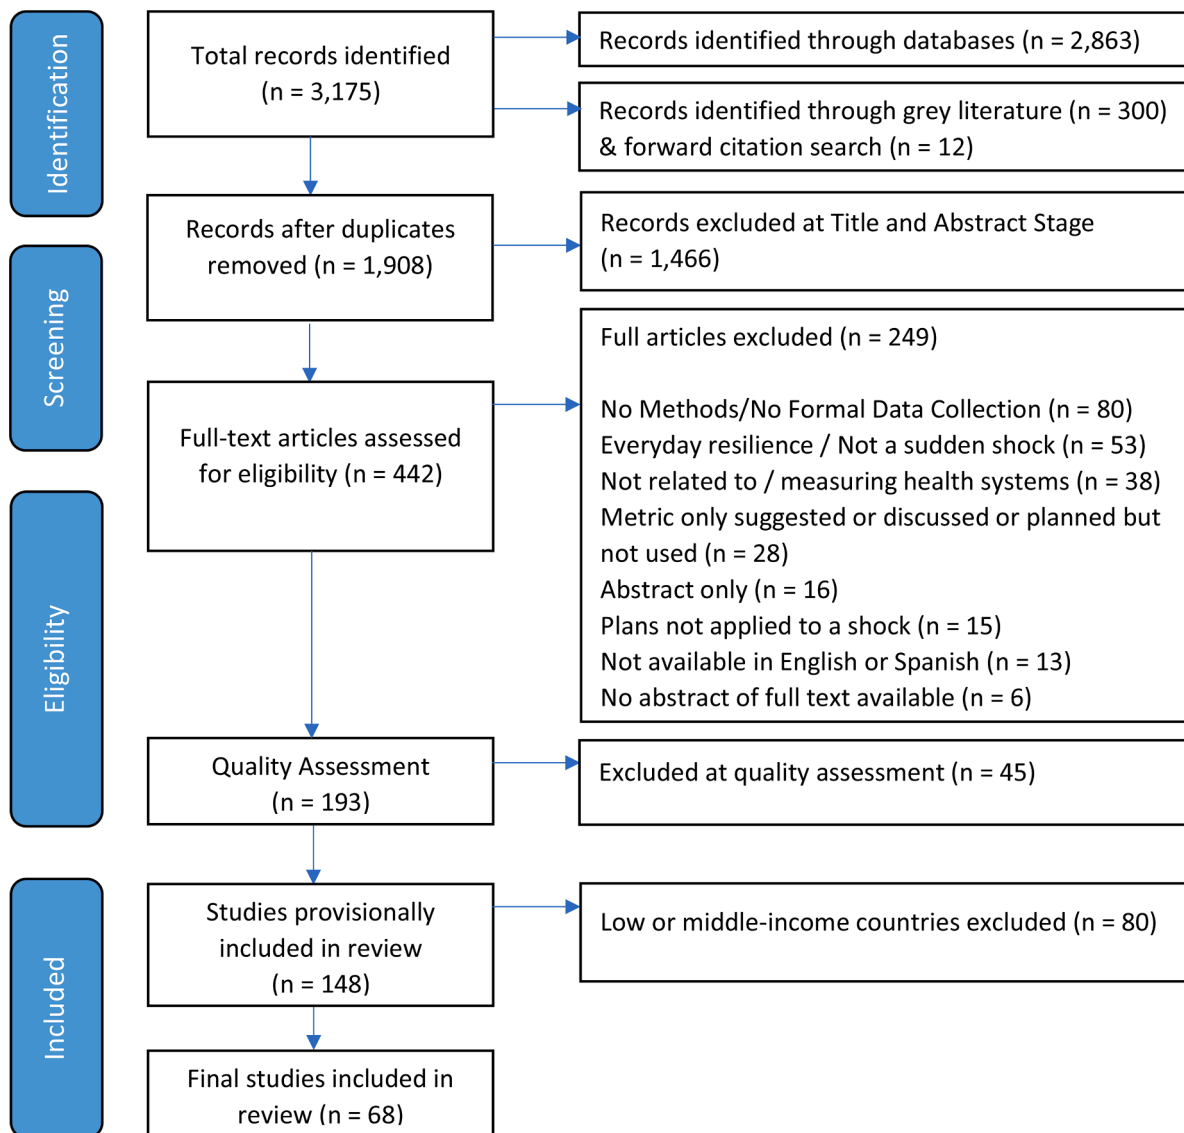 Identification
Total records identified
(n = 3,175)
Records identified through databases (n = 2,863)
Records identified through grey literature (n = 300)
& forward citation search (n = 12)
Records after duplicates
removed (n = 1,908)
Records excluded at Title and Abstract Stage
(n = 1,466)
Screening
Full-text articles assessed
for eligibility (n = 442)
Full articles excluded (n = 249)
No Methods/No Formal Data Collection (n = 80)
Everyday resilience / Not a sudden shock (n = 53)
Not related to / measuring health systems (n = 38)
Metric only suggested or discussed or planned but
not used (n = 28)
Abstract only (n = 16)
Plans not applied to a shock (n = 15)
Not available in English or Spanish (n = 13)
No abstract of full text available (n = 6)
Eligibility
Quality Assessment
(n = 193)
Excluded at quality assessment (n = 45)
Included
Studies provisionally
included in review
(n = 148)
Low or middle-income countries excluded (n = 80)
Final studies included in
review (n = 68)